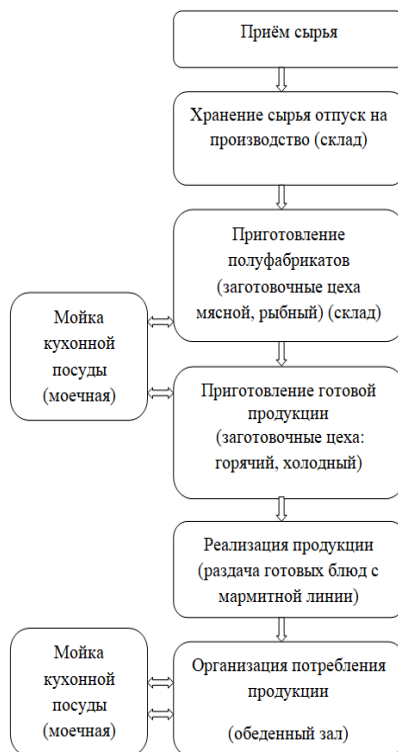 Приём сырья
Хранение сырья отпуск на
производство (склад)
Приготовление
полуфабрикатов
(заготовочные цеха
мясной, рыбный) (склад)
Мойка
кухонной
посуды
(моечная)
Приготовление готовой
продукции
(заготовочные цеха:
горячий, холодный)
Реализация продукции
(раздача готовых блюд с
мармитной линии)
Мойка
кухонной
посуды
(моечная)
Организация потребления
продукции
(обеденный зал)